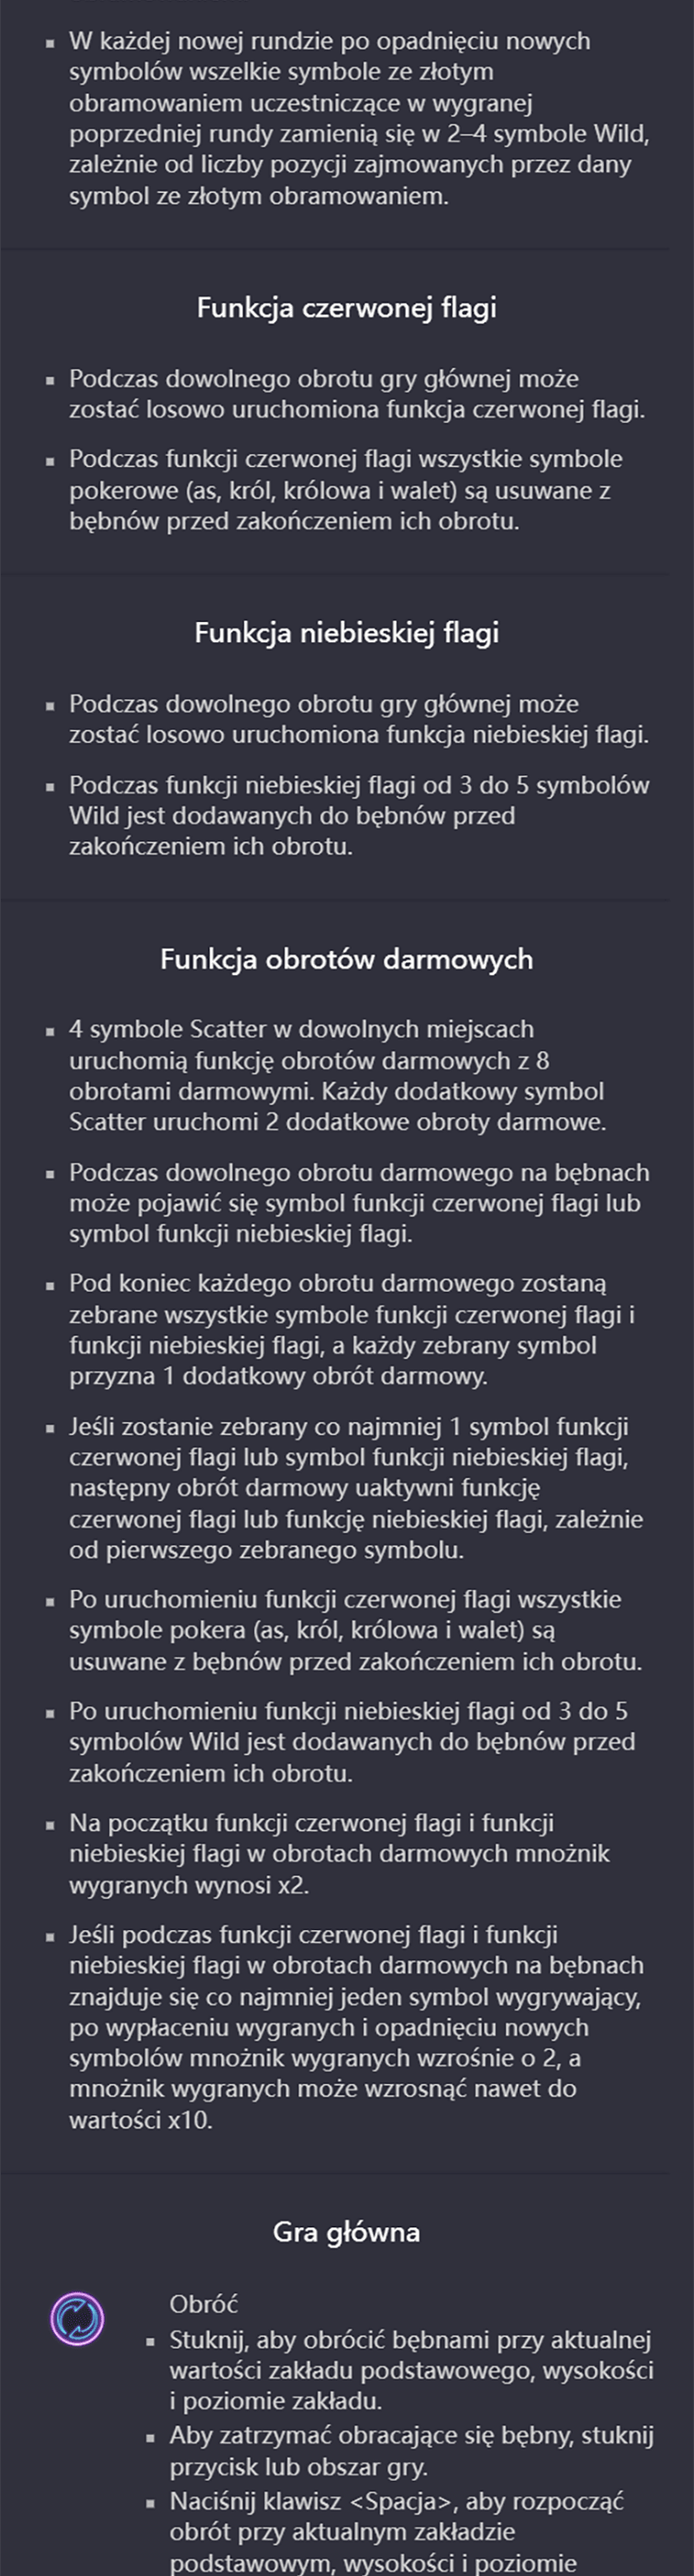 ▪ W każdej nowej rundzie po opadnięciu nowych
symbolów wszelkie symbole ze złotym
obramowaniem uczestniczące w wygranej
poprzedniej rundy zamienią się w 2–4 symbole Wild,
zależnie od liczby pozycji zajmowanych przez dany
symbol ze złotym obramowaniem.
Funkcja czerwonej flagi
▪ Podczas dowolnego obrotu gry głównej może
zostać losowo uruchomiona funkcja czerwonej flagi.
▪ Podczas funkcji czerwonej flagi wszystkie symbole
pokerowe (as, król, królowa i walet) są usuwane z
bębnów przed zakończeniem ich obrotu.
Funkcja niebieskiej flagi
▪ Podczas dowolnego obrotu gry głównej może
zostać losowo uruchomiona funkcja niebieskiej flagi.
▪ Podczas funkcji niebieskiej flagi od 3 do 5 symbolów
Wild jest dodawanych do bębnów przed
zakończeniem ich obrotu.
Funkcja obrotów darmowych
▪ 4 symbole Scatter w dowolnych miejscach
uruchomią funkcję obrotów darmowych z 8
obrotami darmowymi. Każdy dodatkowy symbol
Scatter uruchomi 2 dodatkowe obroty darmowe.
▪ Podczas dowolnego obrotu darmowego na bębnach
może pojawić się symbol funkcji czerwonej flagi lub
symbol funkcji niebieskiej flagi.
▪ Pod koniec każdego obrotu darmowego zostaną
zebrane wszystkie symbole funkcji czerwonej flagi i
funkcji niebieskiej flagi, a każdy zebrany symbol
przyzna 1 dodatkowy obrót darmowy.
▪ Jeśli zostanie zebrany co najmniej 1 symbol funkcji
czerwonej flagi lub symbol funkcji niebieskiej flagi,
następny obrót darmowy uaktywni funkcję
czerwonej flagi lub funkcję niebieskiej flagi, zależnie
od pierwszego zebranego symbolu.
▪ Po uruchomieniu funkcji czerwonej flagi wszystkie
symbole pokera (as, król, królowa i walet) są
usuwane z bębnów przed zakończeniem ich obrotu.
▪ Po uruchomieniu funkcji niebieskiej flagi od 3 do 5
symbolów Wild jest dodawanych do bębnów przed
zakończeniem ich obrotu.
▪ Na początku funkcji czerwonej flagi i funkcji
niebieskiej flagi w obrotach darmowych mnożnik
wygranych wynosi x2.
▪ Jeśli podczas funkcji czerwonej flagi i funkcji
niebieskiej flagi w obrotach darmowych na bębnach
znajduje się co najmniej jeden symbol wygrywający,
po wypłaceniu wygranych i opadnięciu nowych
symbolów mnożnik wygranych wzrośnie o 2, a
mnożnik wygranych może wzrosnąć nawet do
wartości x10.
Gra główna
Obróć
▪ Stuknij, aby obrócić bębnami przy aktualnej
wartości zakładu podstawowego, wysokości
i poziomie zakładu.
▪ Aby zatrzymać obracające się bębny, stuknij
przycisk lub obszar gry.
▪ Naciśnij klawisz <Spacja>, aby rozpocząć
obrót przy aktualnym zakładzie
podstawowym, wysokości i poziomie